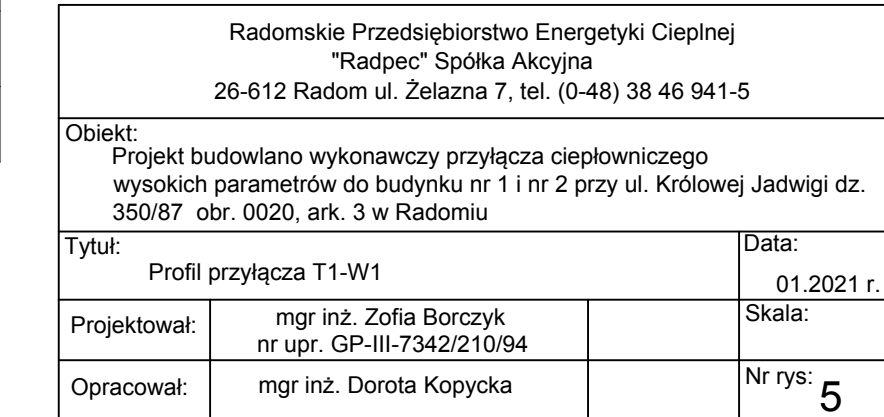 Radomskie Przedsiębiorstwo Energetyki Cieplnej
"Radpec" Spółka Akcyjna
26-612 Radom ul. Żelazna 7, tel. (0-48) 38 46 941-5
Obiekt:
Projekt budowlano wykonawczy przyłącza ciepłowniczego
wysokich parametrów do budynku nr 1 i nr 2 przy ul. Królowej Jadwigi dz.
350/87 obr. 0020, ark. 3 w Radomiu
Tytuł:
Profil przyłącza T1-W1
Data:
01.2021 r.
Projektował:
mgr inż. Zofia Borczyk
nr upr. GP-III-7342/210/94
Skala:
Opracował:
mgr inż. Dorota Kopycka
Nr rys: 5